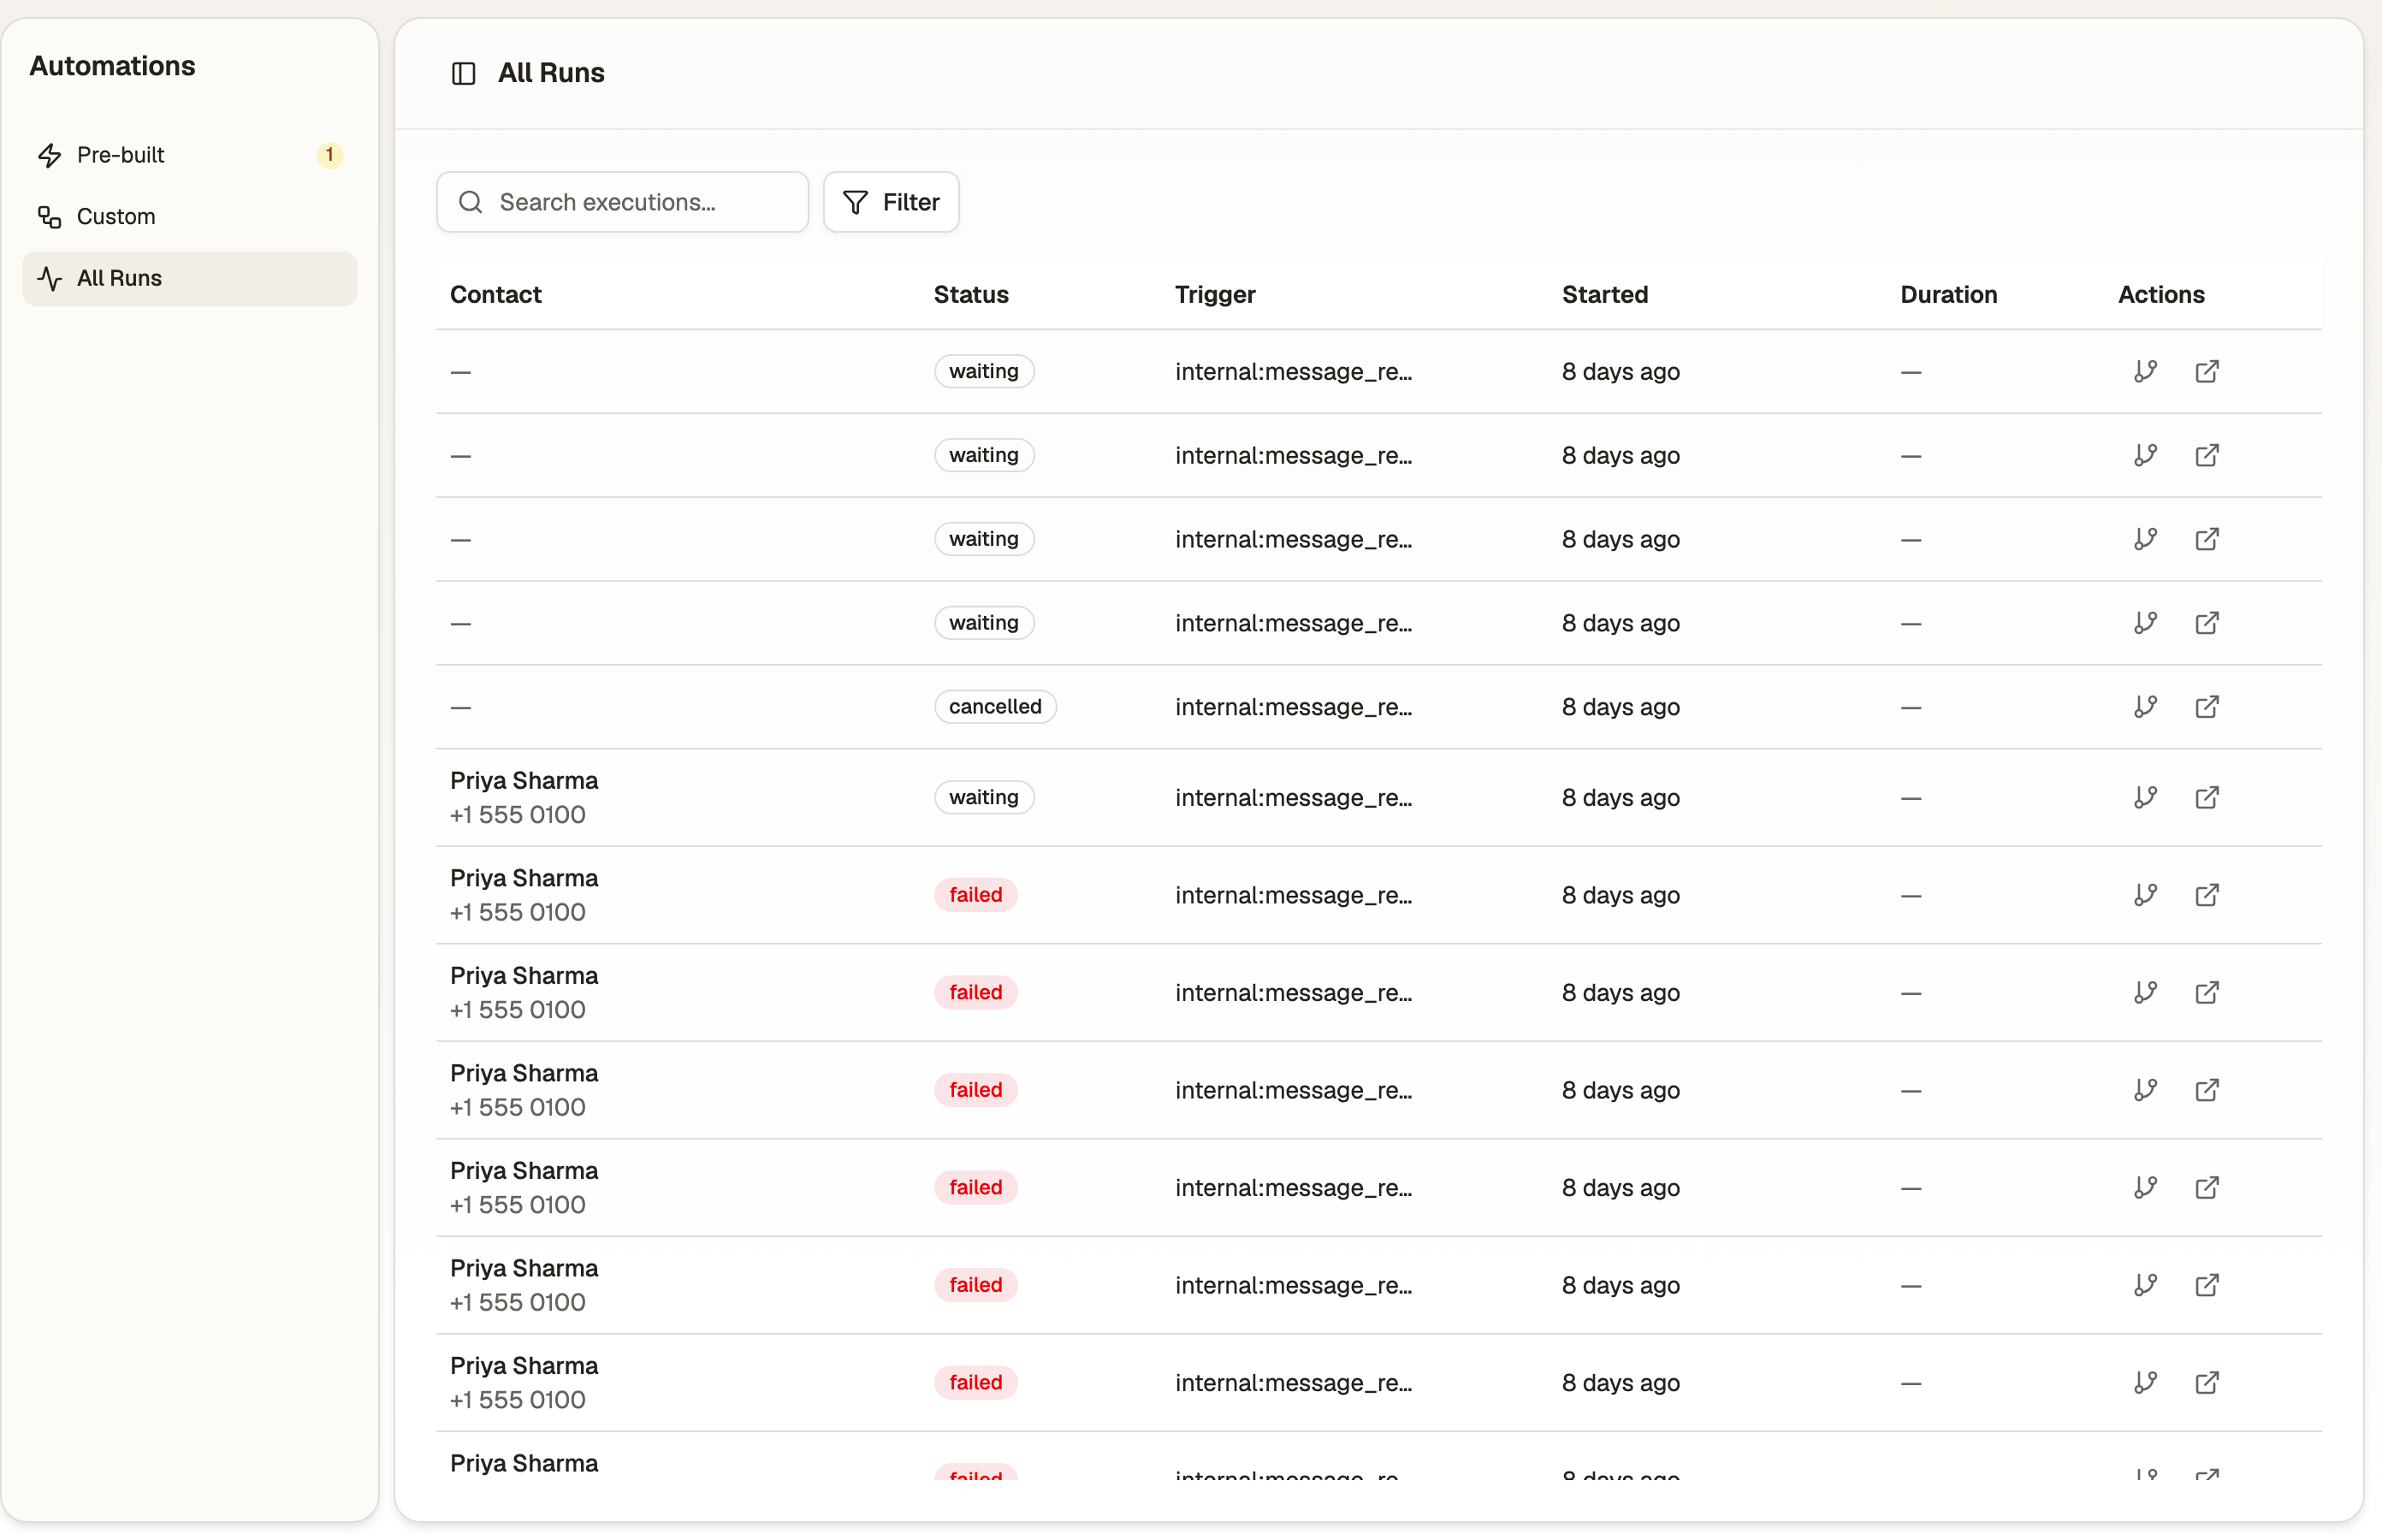 Automations
Pre-built 1
Custom
All Runs
All Runs
Search executions...
Filter
Contact Status Trigger Started Duration Actions
— waiting internal:message_re... 8 days ago —
— waiting internal:message_re... 8 days ago —
— waiting internal:message_re... 8 days ago —
— waiting internal:message_re... 8 days ago —
— cancelled internal:message_re... 8 days ago —
Priya Sharma
+1 555 0100
waiting internal:message_re... 8 days ago —
Priya Sharma
+1 555 0100
failed internal:message_re... 8 days ago —
Priya Sharma
+1 555 0100
failed internal:message_re... 8 days ago —
Priya Sharma
+1 555 0100
failed internal:message_re... 8 days ago —
Priya Sharma
+1 555 0100
failed internal:message_re... 8 days ago —
Priya Sharma
+1 555 0100
failed internal:message_re... 8 days ago —
Priya Sharma
+1 555 0100
failed internal:message_re... 8 days ago —
Priya Sharma
failed internal:message_re 8 days ago